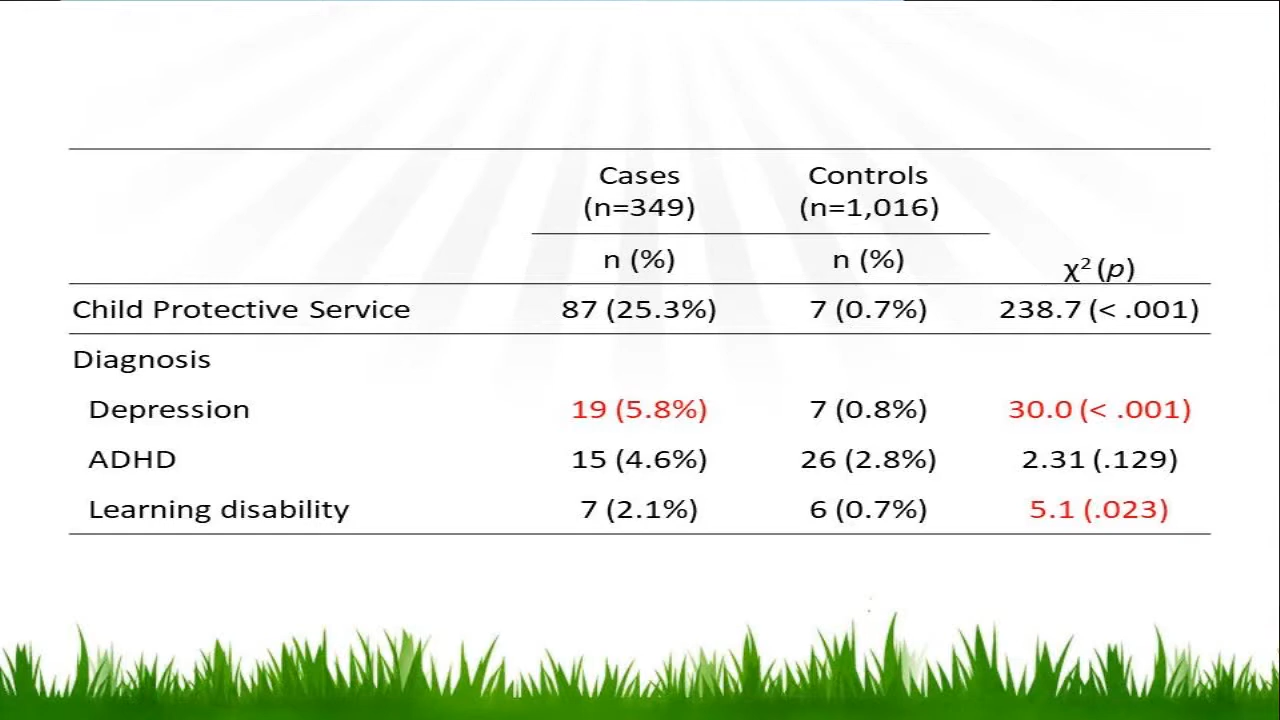 Cases Controls
(n=349) (n=1,016)
n (%) n (%) χ² (p)
Child Protective Service 87 (25.3%) 7 (0.7%) 238.7 (< .001)
Diagnosis
Depression 19 (5.8%) 7 (0.8%) 30.0 (< .001)
ADHD 15 (4.6%) 26 (2.8%) 2.31 (.129)
Learning disability 7 (2.1%) 6 (0.7%) 5.1 (.023)